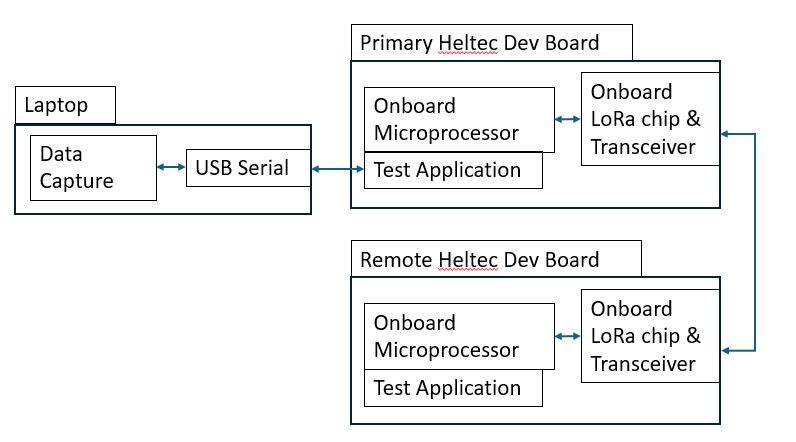 Primary Heltec Dev Board
Laptop
Data
Capture
USB Serial
Onboard
Microprocessor
Test Application
Onboard
LoRa chip &
Transceiver
Remote Heltec Dev Board
Onboard
Microprocessor
Test Application
Onboard
LoRa chip &
Transceiver